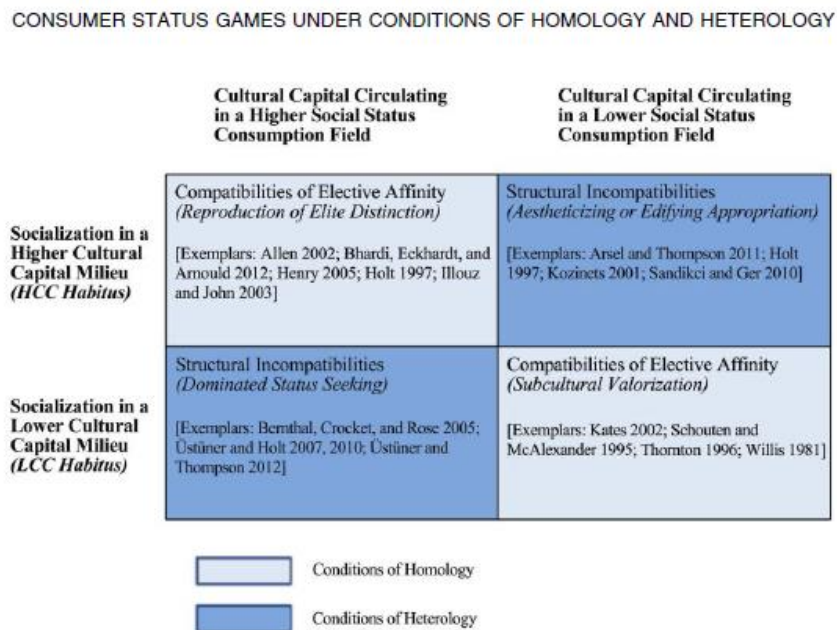 CONSUMER STATUS GAMES UNDER CONDITIONS OF HOMOLOGY AND HETEROLOGY
Cultural Capital Circulating
in a Higher Social Status
Consumption Field
Cultural Capital Circulating
in a Lower Social Status
Consumption Field
Socialization in a
Higher Cultural
Capital Milieu
(HCC Habitus)
Compatibilities of Elective Affinity
(Reproduction of Elite Distinction)
[Exemplars: Allen 2002; Bhardi, Eckhardt, and
Arnould 2012; Henry 2005; Holt 1997; Illouz
and John 2003]
Structural Incompatibilities
(Aestheticizing or Edifying Appropriation)
[Exemplars: Arsel and Thompson 2011; Holt
1997; Kozinets 2001; Sandikci and Ger 2010]
Socialization in a
Lower Cultural
Capital Milieu
(LCC Habitus)
Structural Incompatibilities
(Dominated Status Seeking)
[Exemplars: Bernthal, Crocket, and Rose 2005;
Üstüner and Holt 2007, 2010; Üstüner and
Thompson 2012]
Compatibilities of Elective Affinity
(Subcultural Valorization)
[Exemplars: Kates 2002; Schouten and
McAlexander 1995; Thornton 1996; Willis 1981]
Conditions of Homology
Conditions of Heterology